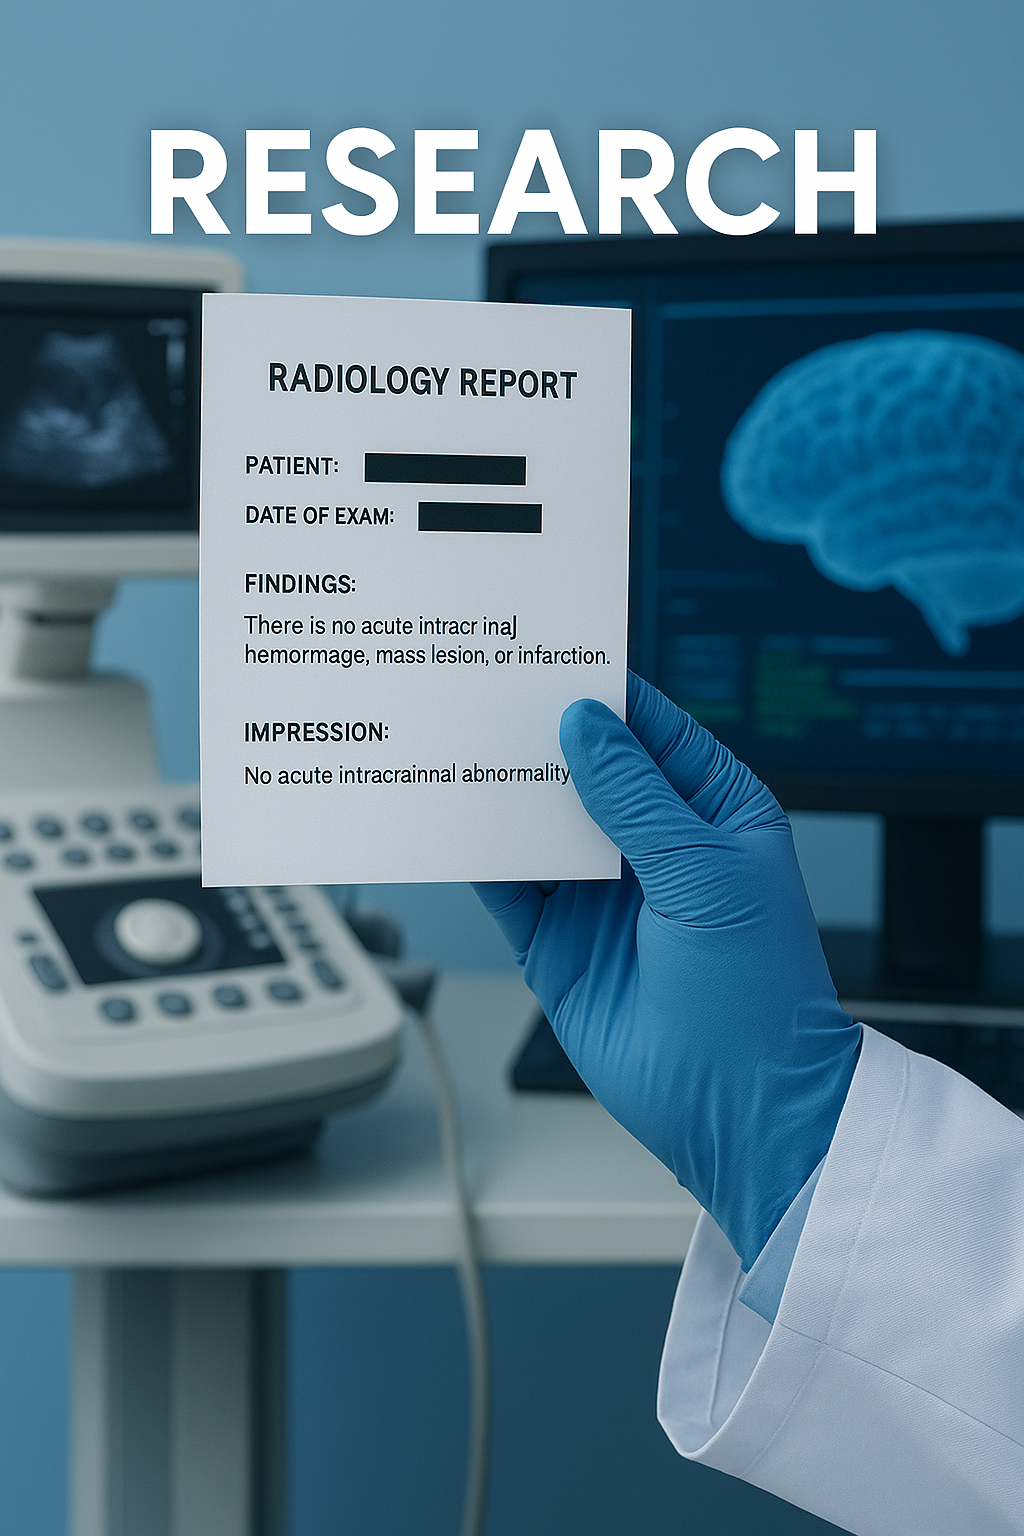 RESEARCH
RADIOLOGY REPORT
PATIENT:
DATE OF EXAM:
FINDINGS:
There is no acute intracr inaj
hemormage, mass lesion, or infarction.
IMPRESSION:
No acute intracrainnal abnormality